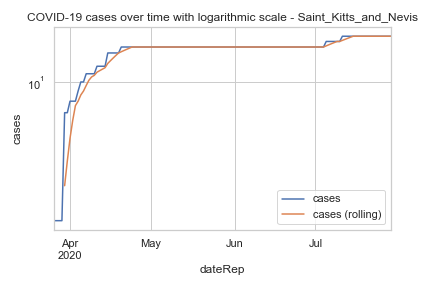 COVID-19 cases over time with logarithmic scale - Saint_Kitts_and_Nevis
10¹
cases
cases
cases (rolling)
Apr
2020
May
Jun
Jul
dateRep